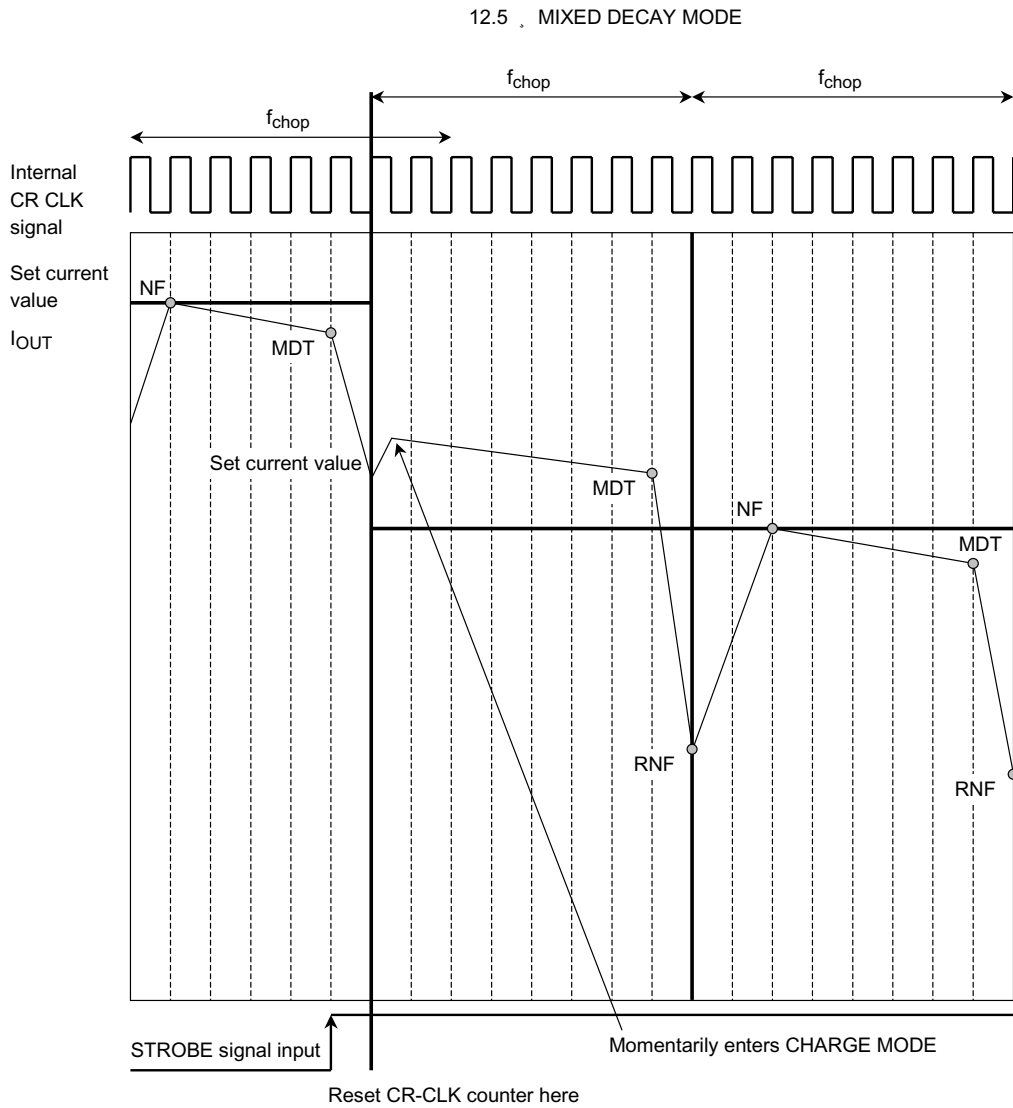 12.5 ¸ MIXED DECAY MODE
fchop
fchop
fchop
Internal
CR CLK
signal
Set current
value
IOUT
NF
MDT
Set current value
MDT
NF
MDT
RNF
RNF
STROBE signal input
Momentarily enters CHARGE MODE
Reset CR-CLK counter here